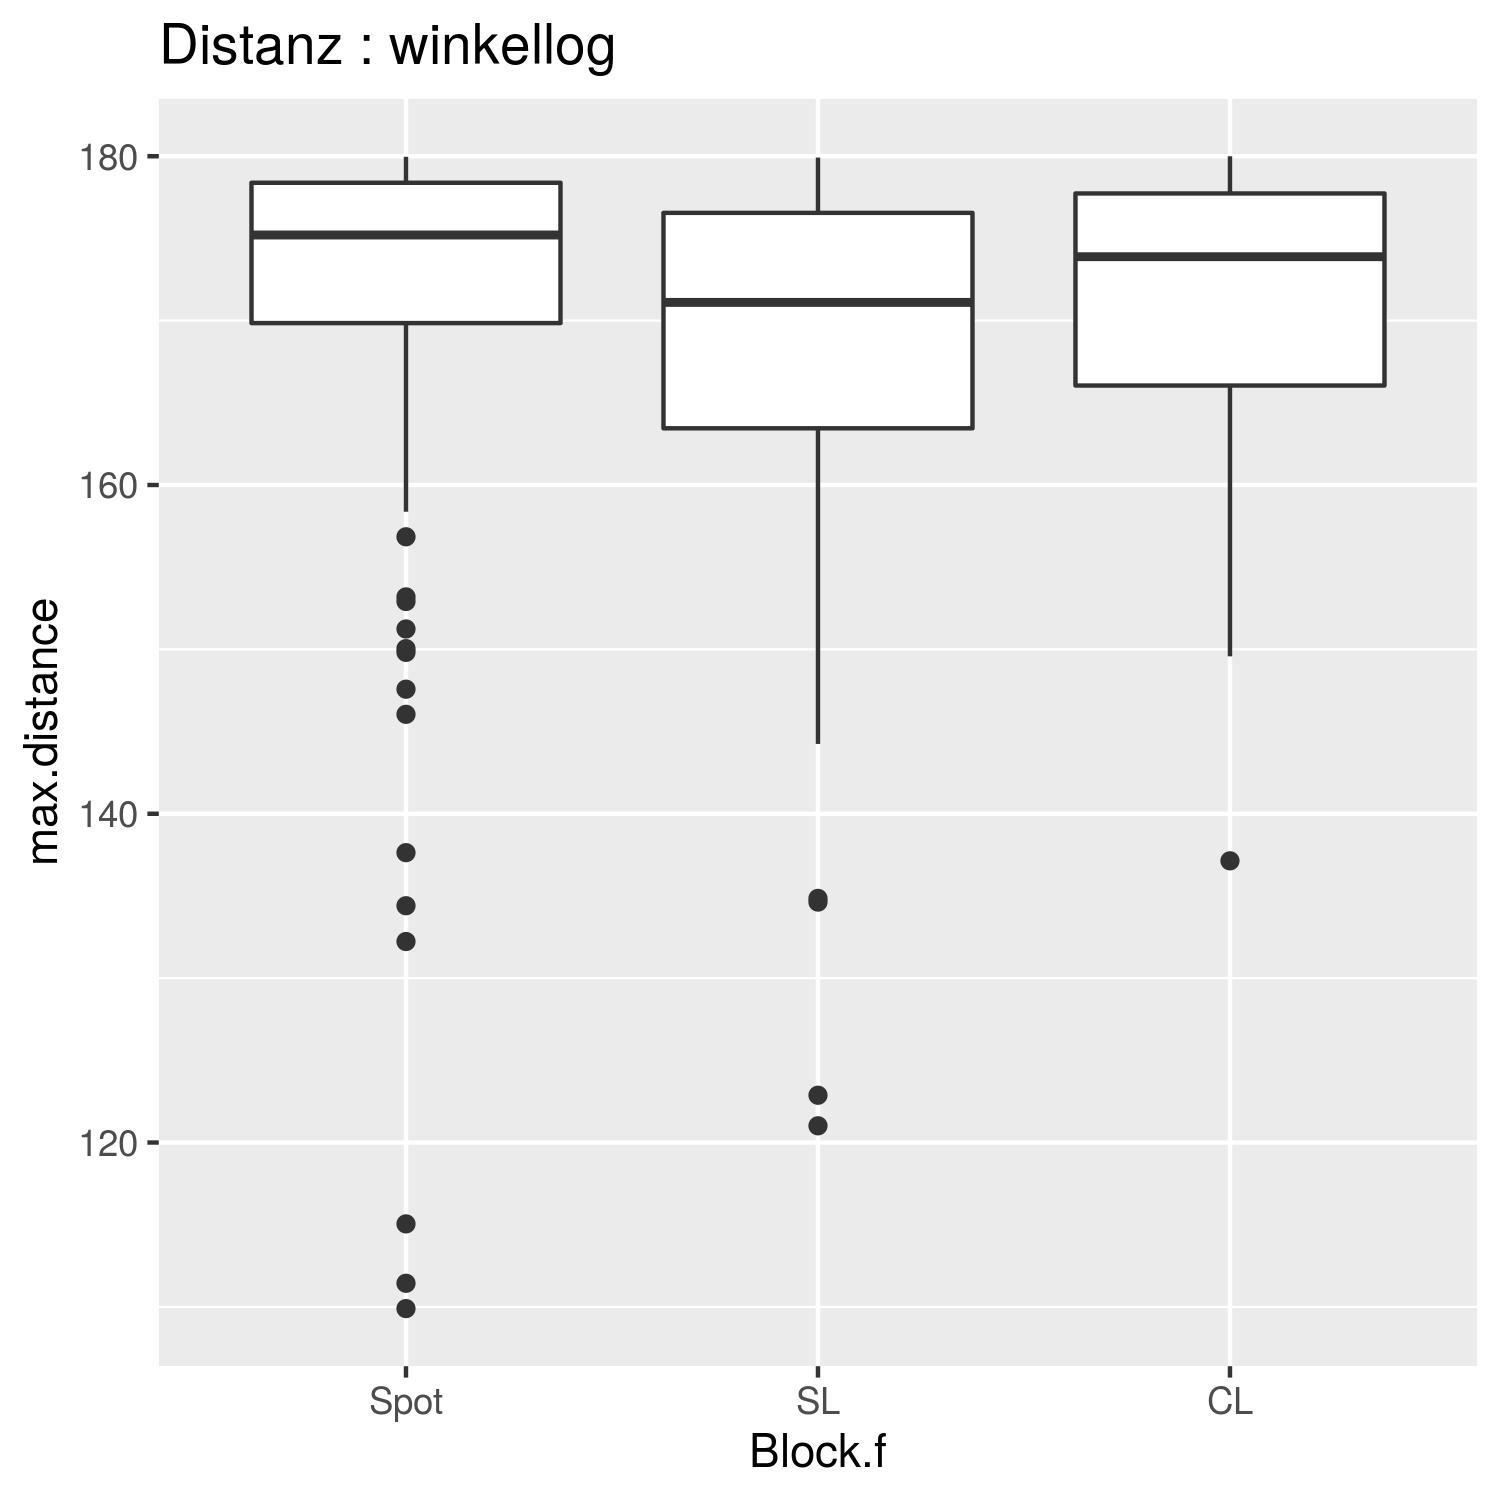 Distanz : winkellog
max.distance
180
160
140
120
Spot SL CL
Block.f